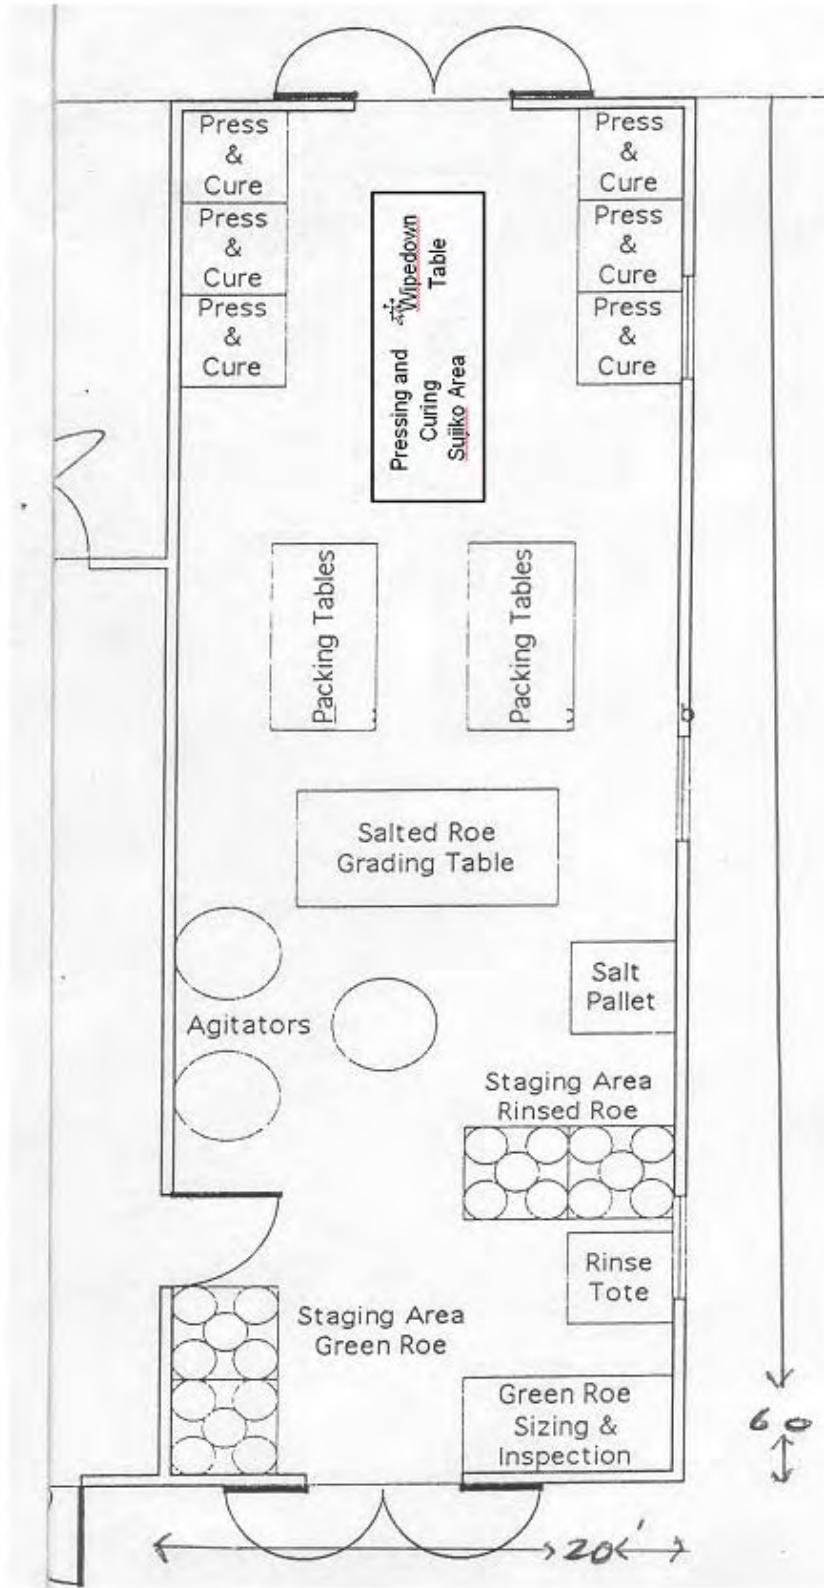 Press
&
Cure
Press
&
Cure
Press
&
Cure
Press
&
Cure
Press
&
Cure
Press
&
Cure
Wipedown
Table
Pressing and
Curing
Sujiko Area
Packing Tables
Packing Tables
Salted Roe
Grading Table
Agitators
Salt
Pallet
Staging Area
Rinsed Roe
Rinse
Tote
Staging Area
Green Roe
Green Roe
Sizing &
Inspection
60
20'